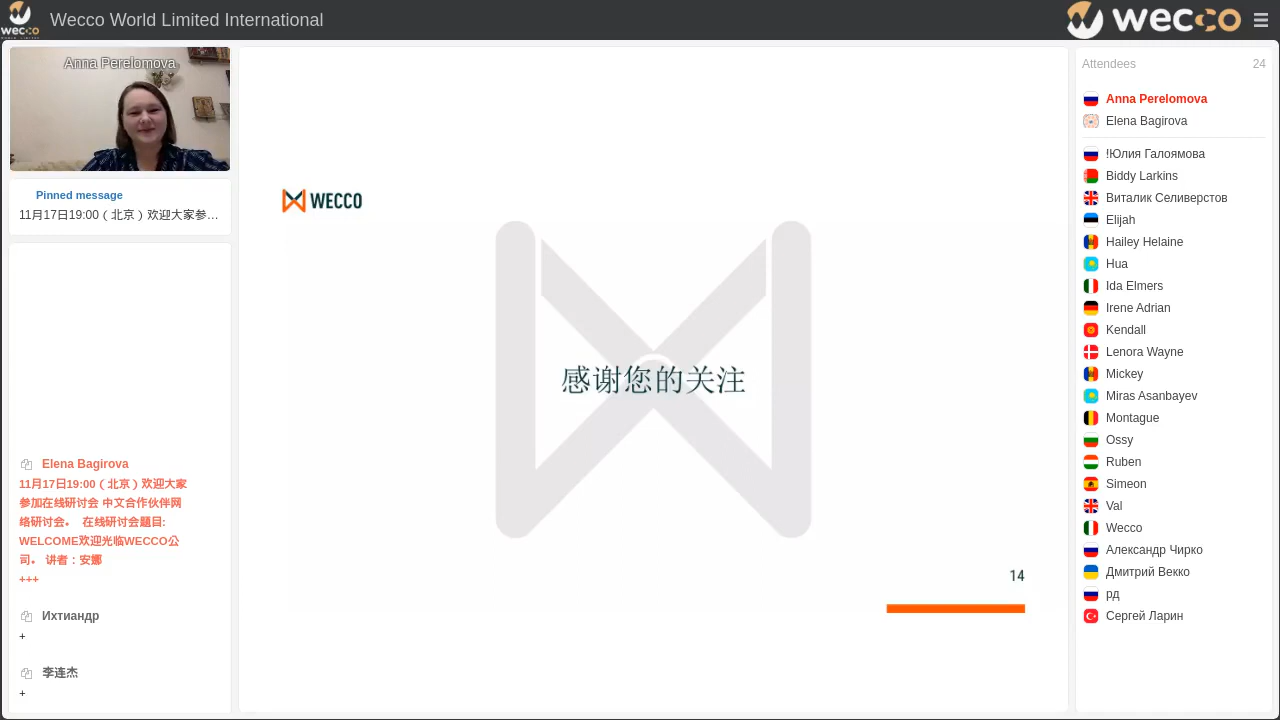 wecco
WORLD LIMITED
Wecco World Limited International
wecco
Anna Perelomova
Pinned message
11月17日19:00 ( 北京 ) 欢迎大家参…
Elena Bagirova
11月17日19:00 ( 北京 ) 欢迎大家
参加在线研讨会 中文合作伙伴网
络研讨会。 在线研讨会题目:
WELCOME欢迎光临WECCO公
司。 讲者：安娜
+++
Ихтиандр
+
李连杰
+
WECCO
感谢您的关注
14
Attendees 24
Anna Perelomova
Elena Bagirova
!Юлия Галоямова
Biddy Larkins
Виталик Селиверстов
Elijah
Hailey Helaine
Hua
Ida Elmers
Irene Adrian
Kendall
Lenora Wayne
Mickey
Miras Asanbayev
Montague
Ossy
Ruben
Simeon
Val
Wecco
Александр Чирко
Дмитрий Векко
рд
Сергей Ларин